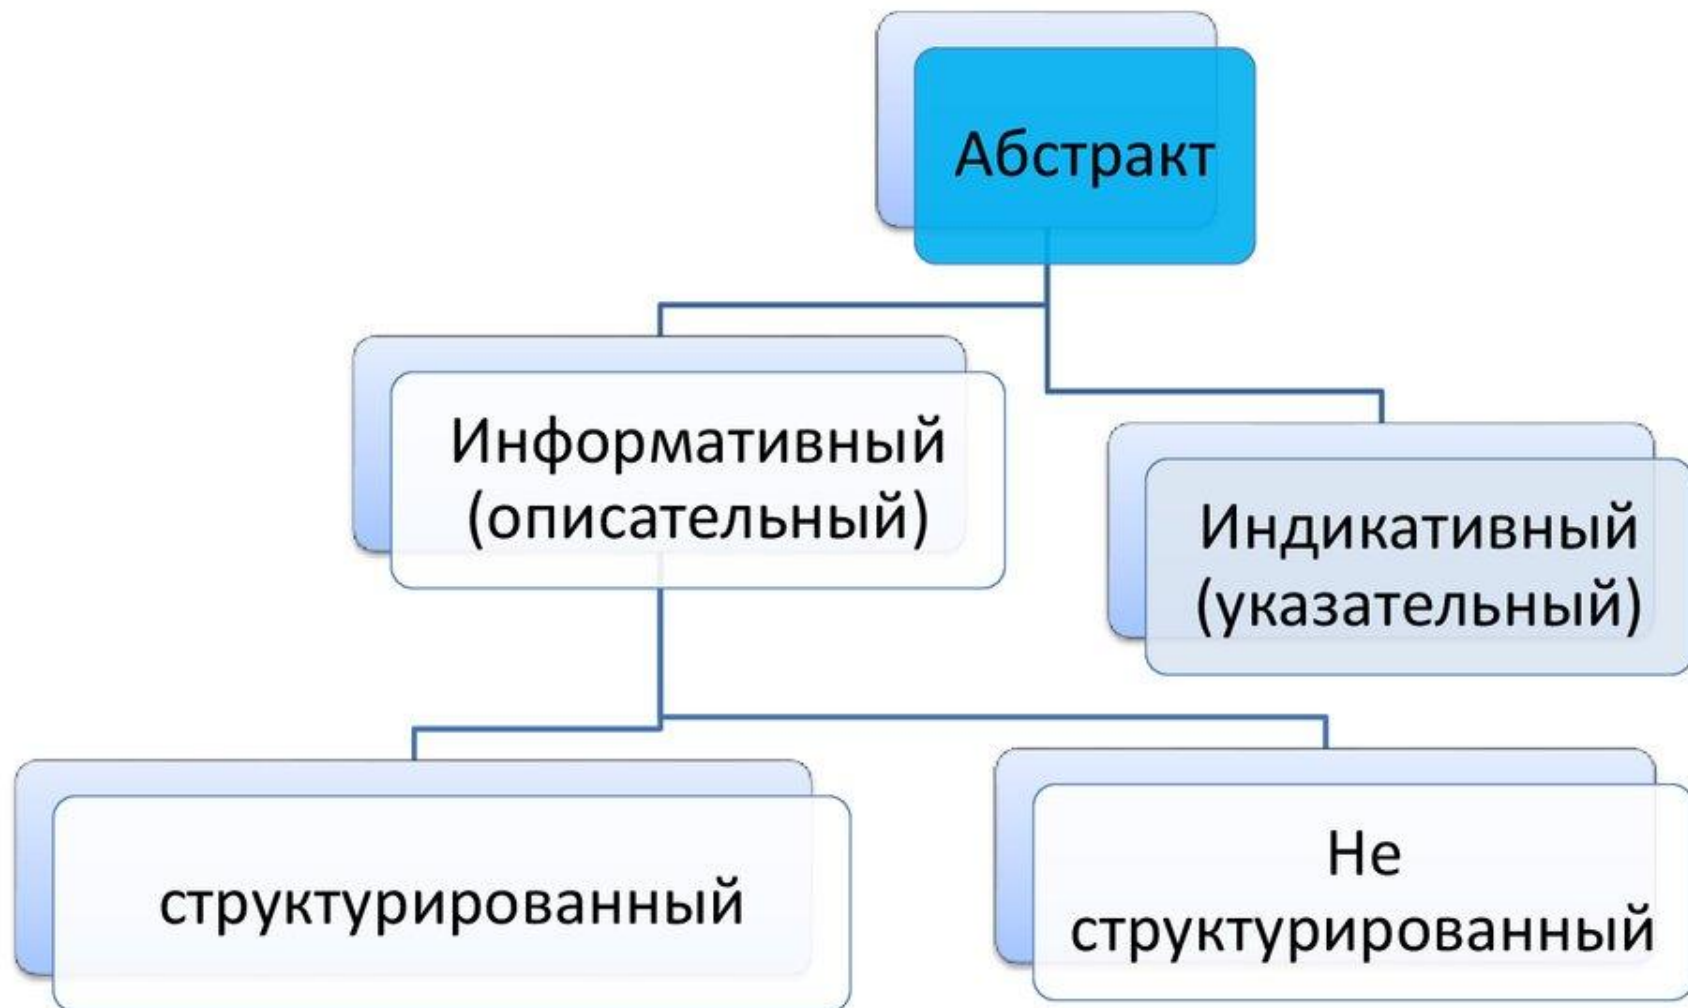 Абстракт
Информативный
(описательный)
Индикативный
(указательный)
структурированный
Не
структурированный